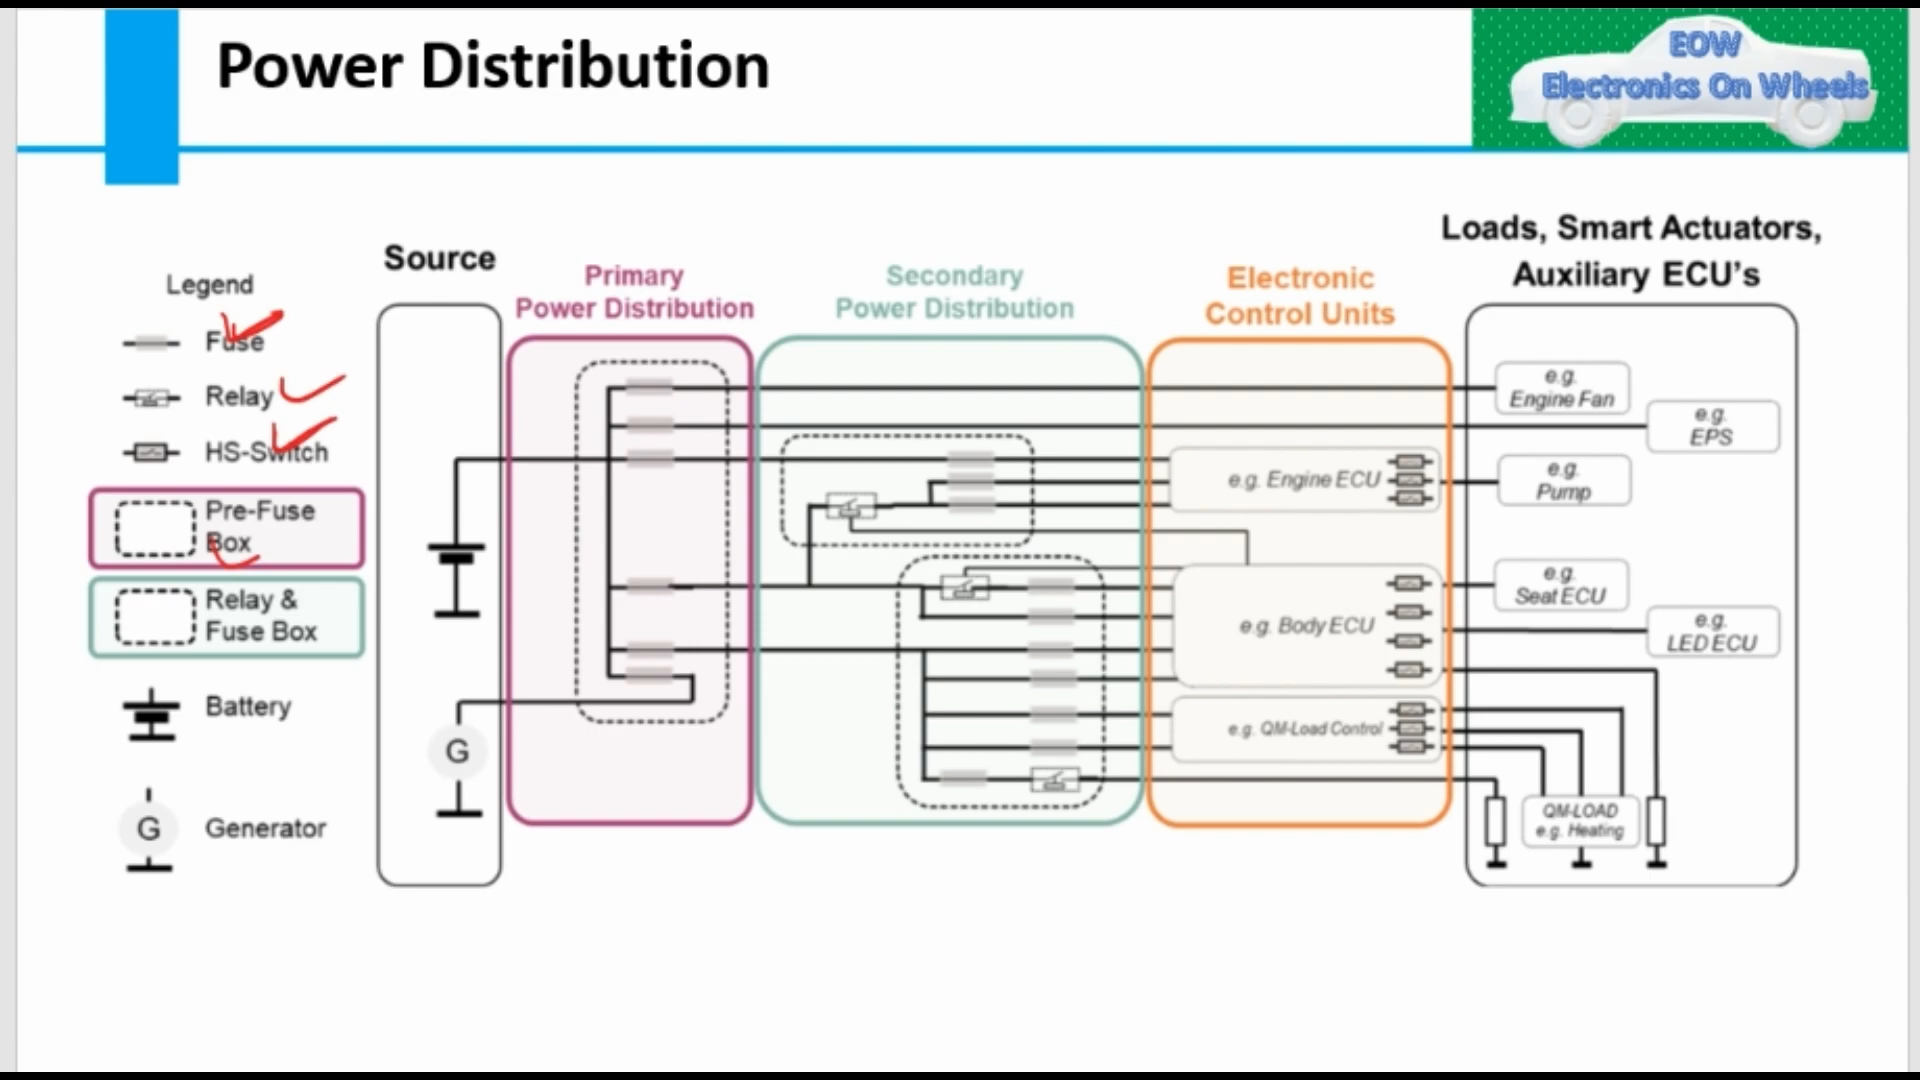 Power Distribution
EOW
Electronics On Wheels
Legend
Fuse
Relay
HS-Switch
Pre-Fuse
Box
Relay &
Fuse Box
Battery
G
Generator
Source
G
Primary
Power Distribution
Secondary
Power Distribution
Electronic
Control Units
e.g. Engine ECU
e.g. Body ECU
e.g. QM-Load Control
Loads, Smart Actuators,
Auxiliary ECU's
e.g.
Engine Fan
e.g.
EPS
e.g.
Pump
e.g.
Seat ECU
e.g.
LED ECU
QM-LOAD
e.g. Heating